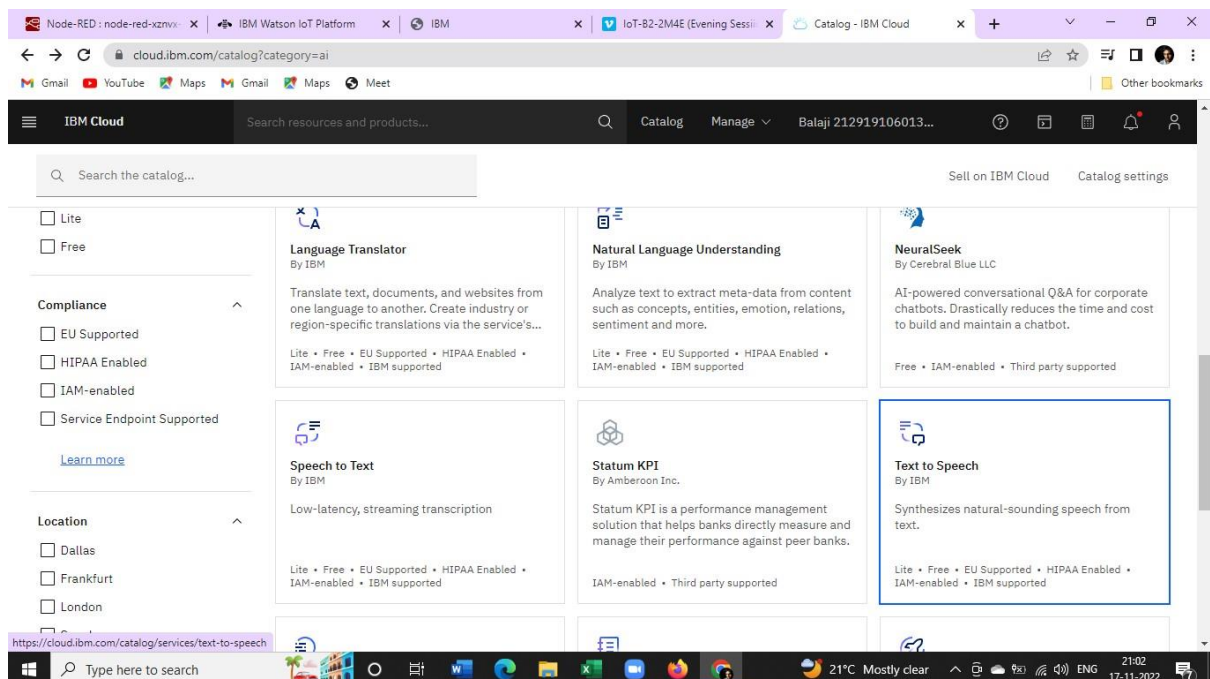 Node-RED : node-red-xznvx-
IBM Watson IoT Platform
IBM
IoT-B2-2M4E (Evening Sessi
Catalog - IBM Cloud
cloud.ibm.com/catalog?category=ai
Gmail
YouTube
Maps
Gmail
Maps
Meet
Other bookmarks
IBM Cloud
Search resources and products...
Catalog
Manage
Balaji 212919106013...
Search the catalog...
Sell on IBM Cloud
Catalog settings
Lite
Free
Compliance
EU Supported
HIPAA Enabled
IAM-enabled
Service Endpoint Supported
Learn more
Location
Dallas
Frankfurt
London
Language Translator
By IBM
Translate text, documents, and websites from
one language to another. Create industry or
region-specific translations via the service's...
Lite • Free • EU Supported • HIPAA Enabled •
IAM-enabled • IBM supported
Natural Language Understanding
By IBM
Analyze text to extract meta-data from content
such as concepts, entities, emotion, relations,
sentiment and more.
Lite • Free • EU Supported • HIPAA Enabled •
IAM-enabled • IBM supported
NeuralSeek
By Cerebral Blue LLC
AI-powered conversational Q&A for corporate
chatbots. Drastically reduces the time and cost
to build and maintain a chatbot.
Free • IAM-enabled • Third party supported
Speech to Text
By IBM
Low-latency, streaming transcription
Lite • Free • EU Supported • HIPAA Enabled •
IAM-enabled • IBM supported
Statum KPI
By Amberoon Inc.
Statum KPI is a performance management
solution that helps banks directly measure and
manage their performance against peer banks.
IAM-enabled • Third party supported
Text to Speech
By IBM
Synthesizes natural-sounding speech from
text.
Lite • Free • EU Supported • HIPAA Enabled •
IAM-enabled • IBM supported
https://cloud.ibm.com/catalog/services/text-to-speech
Type here to search
21°C Mostly clear
ENG
21:02
17-11-2022